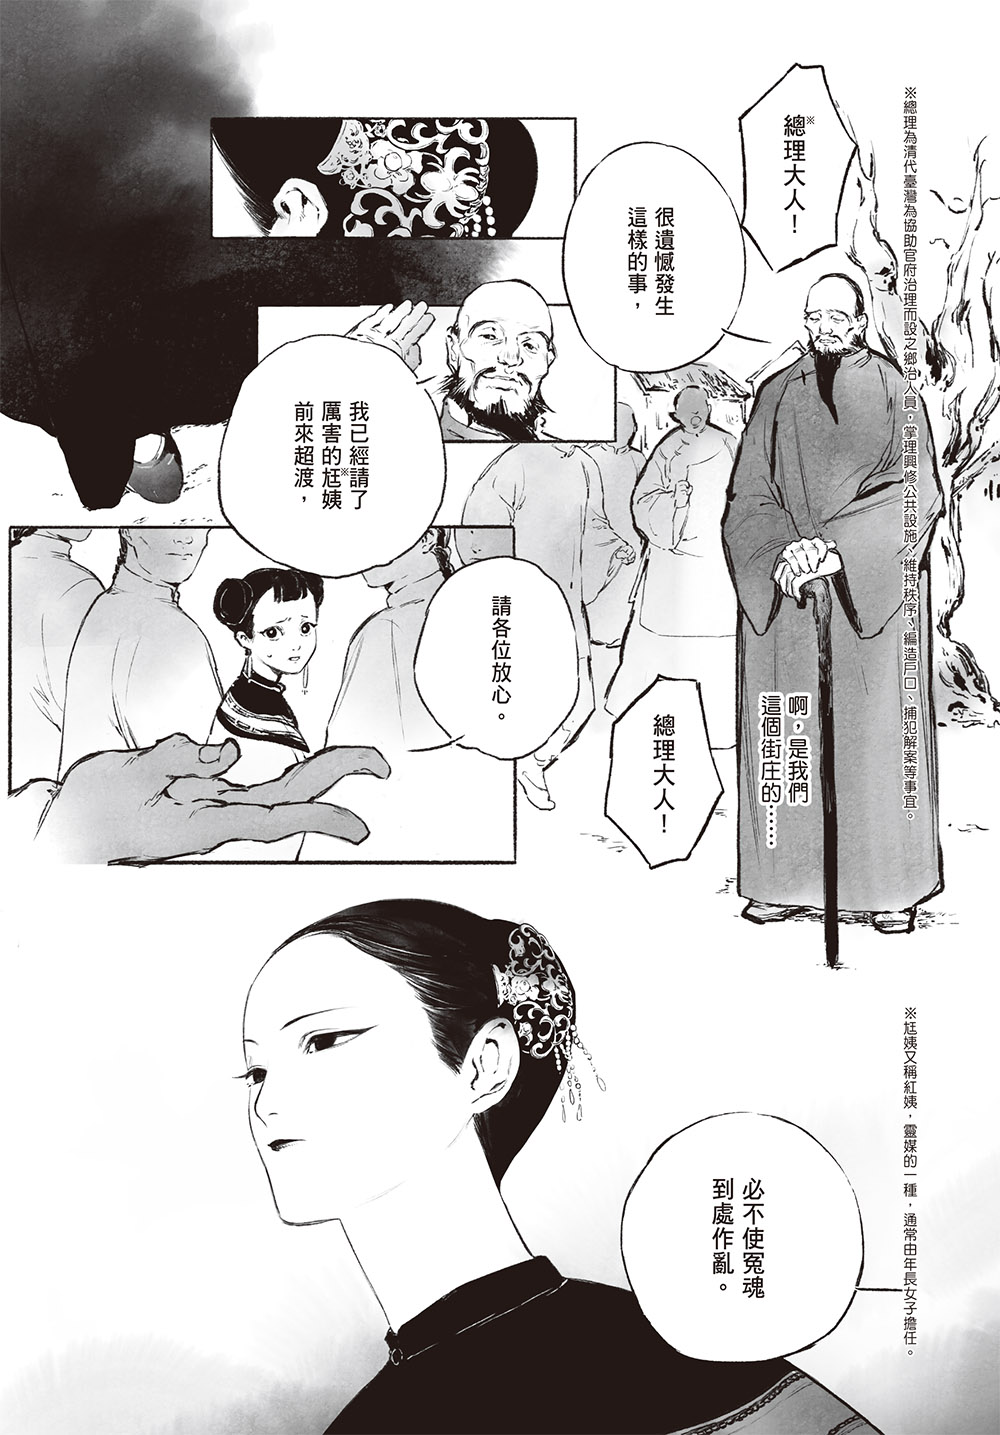 ※總理為清代臺灣為協助官府治理而設之鄉治人員，掌理興修公共設施、維持秩序、編造戶口、捕犯解案等事宜。
總理※大人！
很遺憾發生
這樣的事，
啊，是我們
這個街庄的……
總理大人！
我已經請了
厲害的尪※姨
前來超渡，
請各位放心。
※尪姨又稱紅姨，靈媒的一種，通常由年長女子擔任。
必不使冤魂
到處作亂。